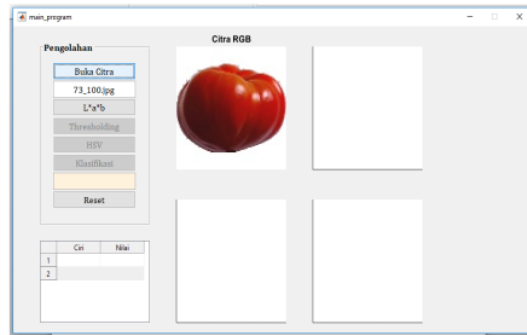 main_program
Pengolahan
Buka Citra
73_100.jpg
L*a*b
Thresholding
HSV
Klasifikasi
Reset
Citra RGB
Ciri Nilai
1
2